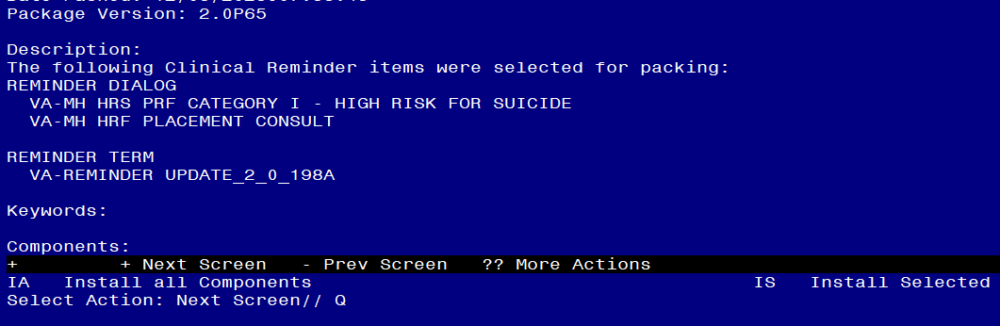 Package Version: 2.0P65
Description:
The following Clinical Reminder items were selected for packing:
REMINDER DIALOG
VA-MH HRS PRF CATEGORY I - HIGH RISK FOR SUICIDE
VA-MH HRF PLACEMENT CONSULT
REMINDER TERM
VA-REMINDER UPDATE_2_0_198A
Keywords:
Components:
+ + Next Screen - Prev Screen ?? More Actions
IA Install all Components IS Install Selected
Select Action: Next Screen// Q